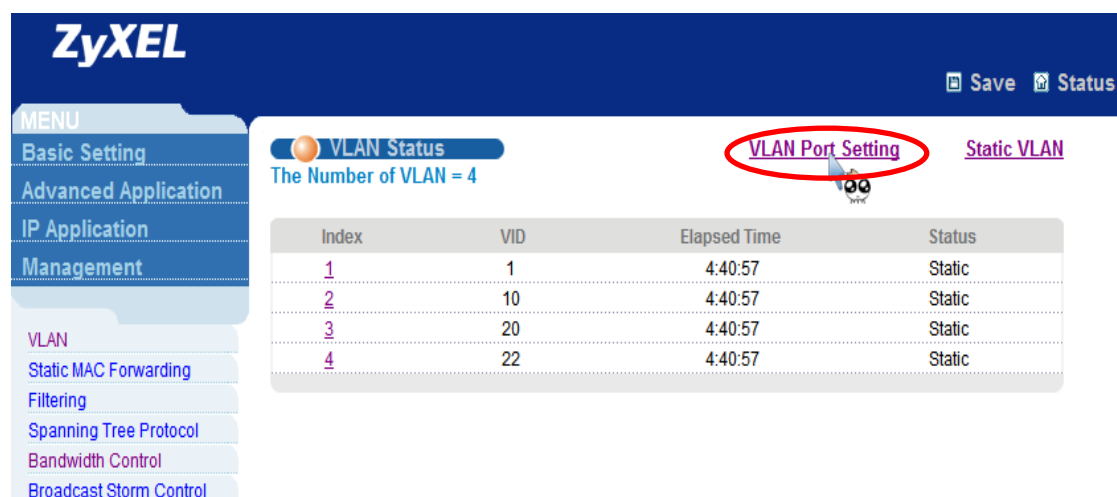 ZyXEL
Save Status
MENU
Basic Setting
Advanced Application
IP Application
Management
VLAN
Static MAC Forwarding
Filtering
Spanning Tree Protocol
Bandwidth Control
Broadcast Storm Control
VLAN Status
VLAN Port Setting
Static VLAN
The Number of VLAN = 4
Index VID Elapsed Time Status
1 1 4:40:57 Static
2 10 4:40:57 Static
3 20 4:40:57 Static
4 22 4:40:57 Static